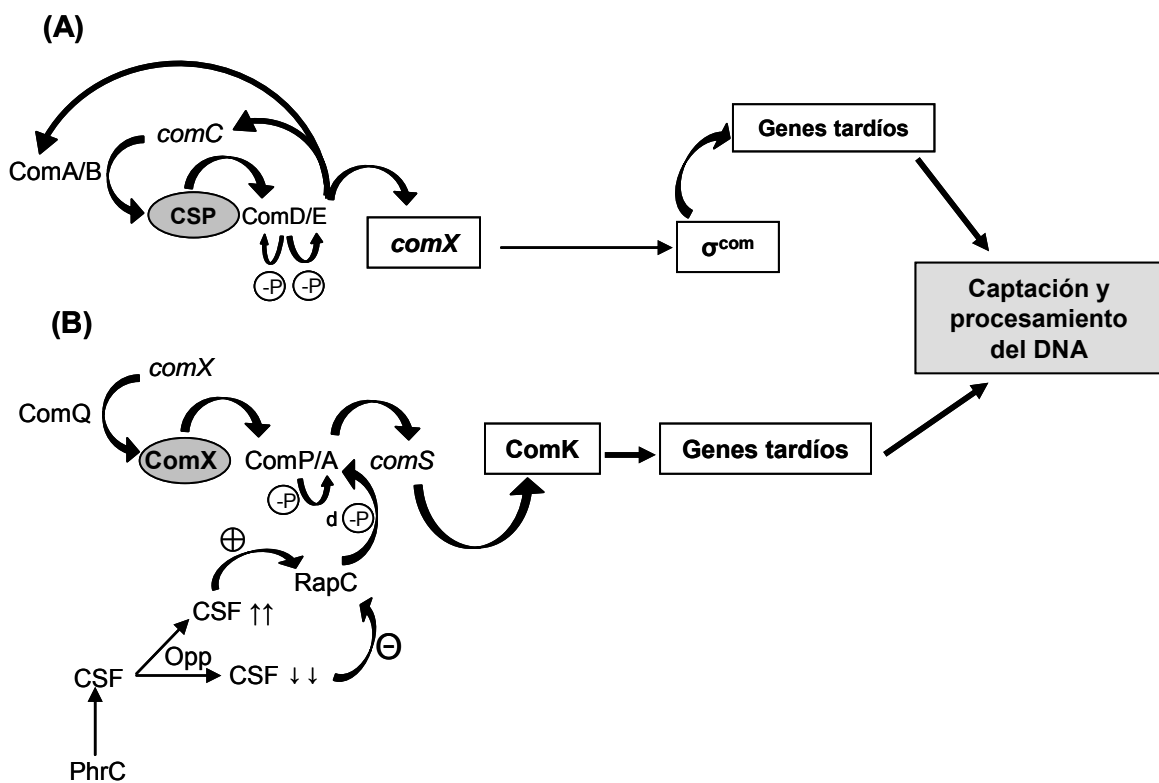 (A)
comC
ComA/B
CSP
ComD/E
-P
-P
comX
σcom
Genes tardíos
Captación y
procesamiento
del DNA
(B)
comX
ComQ
ComX
ComP/A
-P
comS
d -P
ComK
Genes tardíos
⊕
RapC
CSF ↑↑
Opp
CSF
CSF ↓ ↓
⊖
PhrC